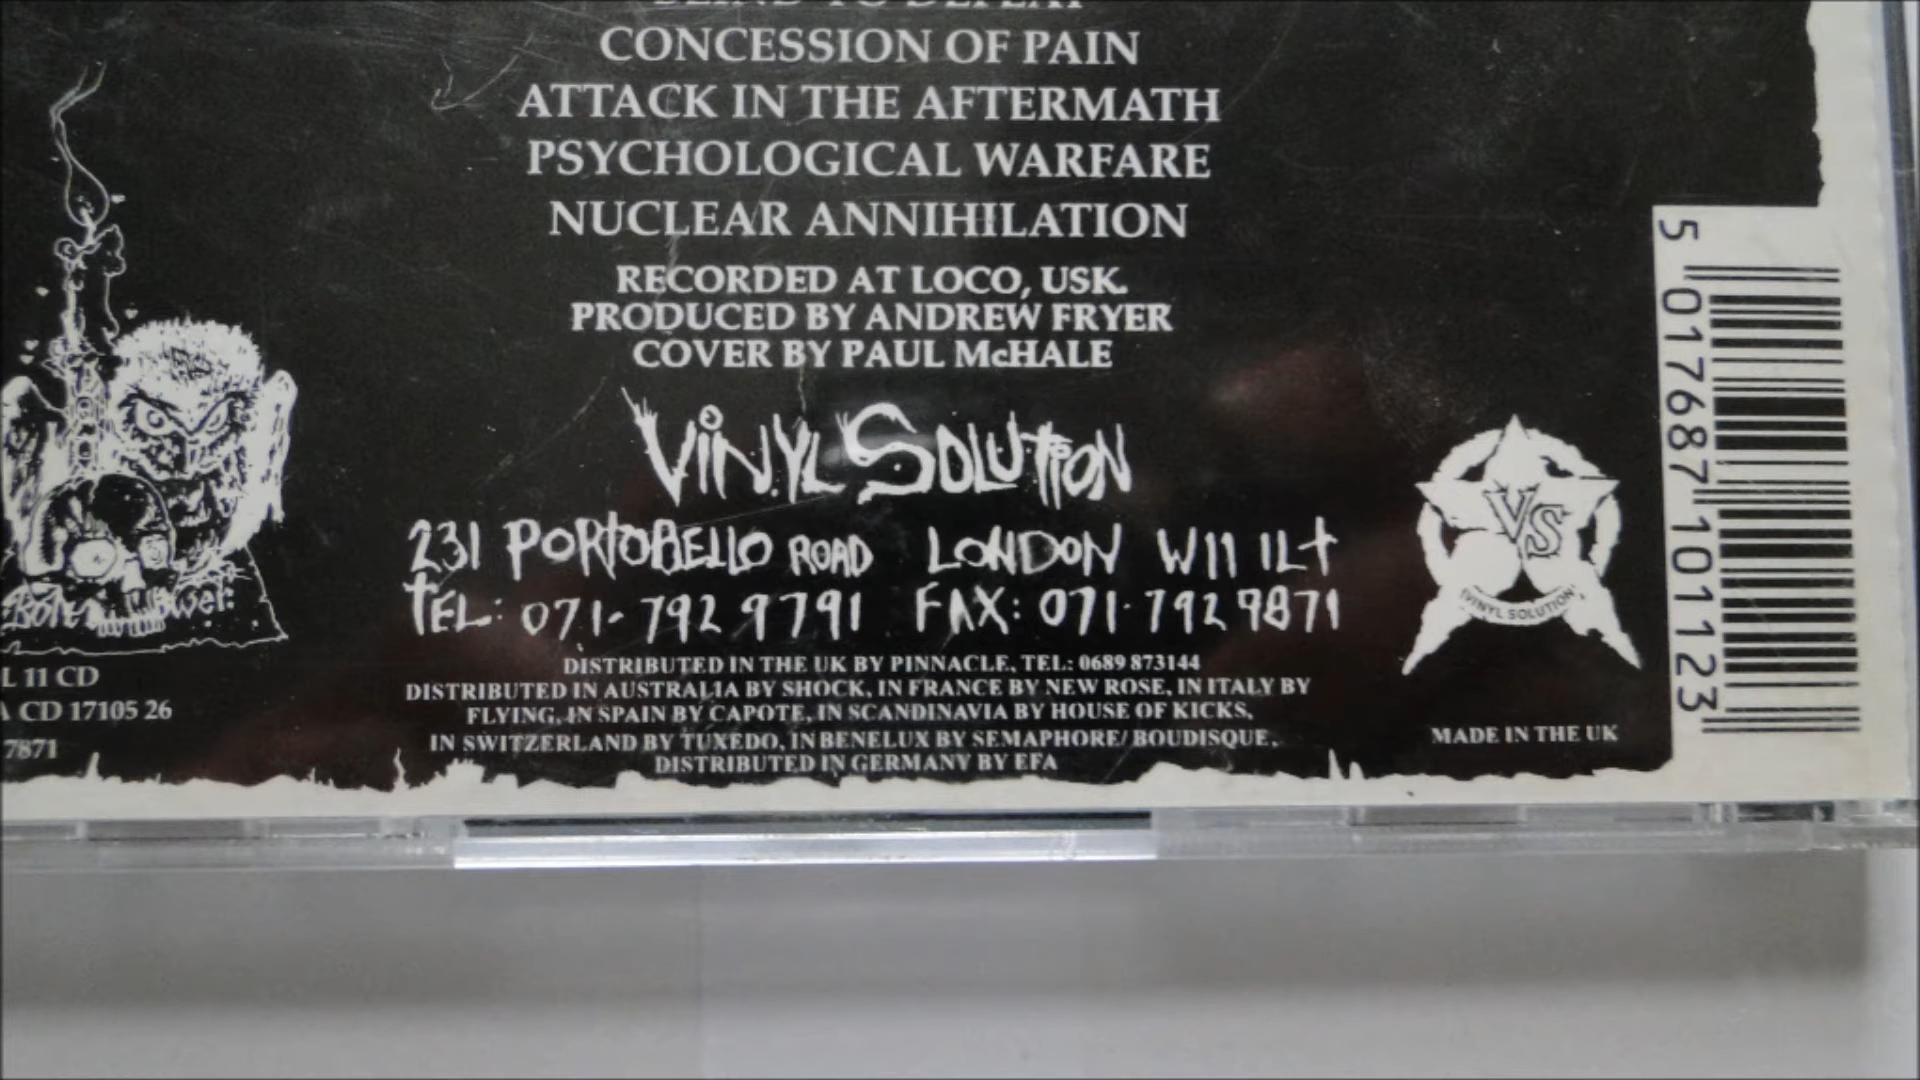 BLIND TO DEFEAT
CONCESSION OF PAIN
ATTACK IN THE AFTERMATH
PSYCHOLOGICAL WARFARE
NUCLEAR ANNIHILATION
RECORDED AT LOCO, USK.
PRODUCED BY ANDREW FRYER
COVER BY PAUL McHALE
ViNYL SOLUTiON
231 PORTOBELLO ROAD LONDON W11 1LT
TEL: 071-792 9791 FAX: 071-792 9871
DISTRIBUTED IN THE UK BY PINNACLE, TEL: 0689 873144
DISTRIBUTED IN AUSTRALIA BY SHOCK, IN FRANCE BY NEW ROSE, IN ITALY BY
FLYING, IN SPAIN BY CAPOTE, IN SCANDINAVIA BY HOUSE OF KICKS,
IN SWITZERLAND BY TUXEDO, IN BENELUX BY SEMAPHORE/ BOUDISQUE,
DISTRIBUTED IN GERMANY BY EFA
L 11 CD
A CD 17105 26
7871
VS
VINYL SOLUTION
MADE IN THE UK
5 017687 101123